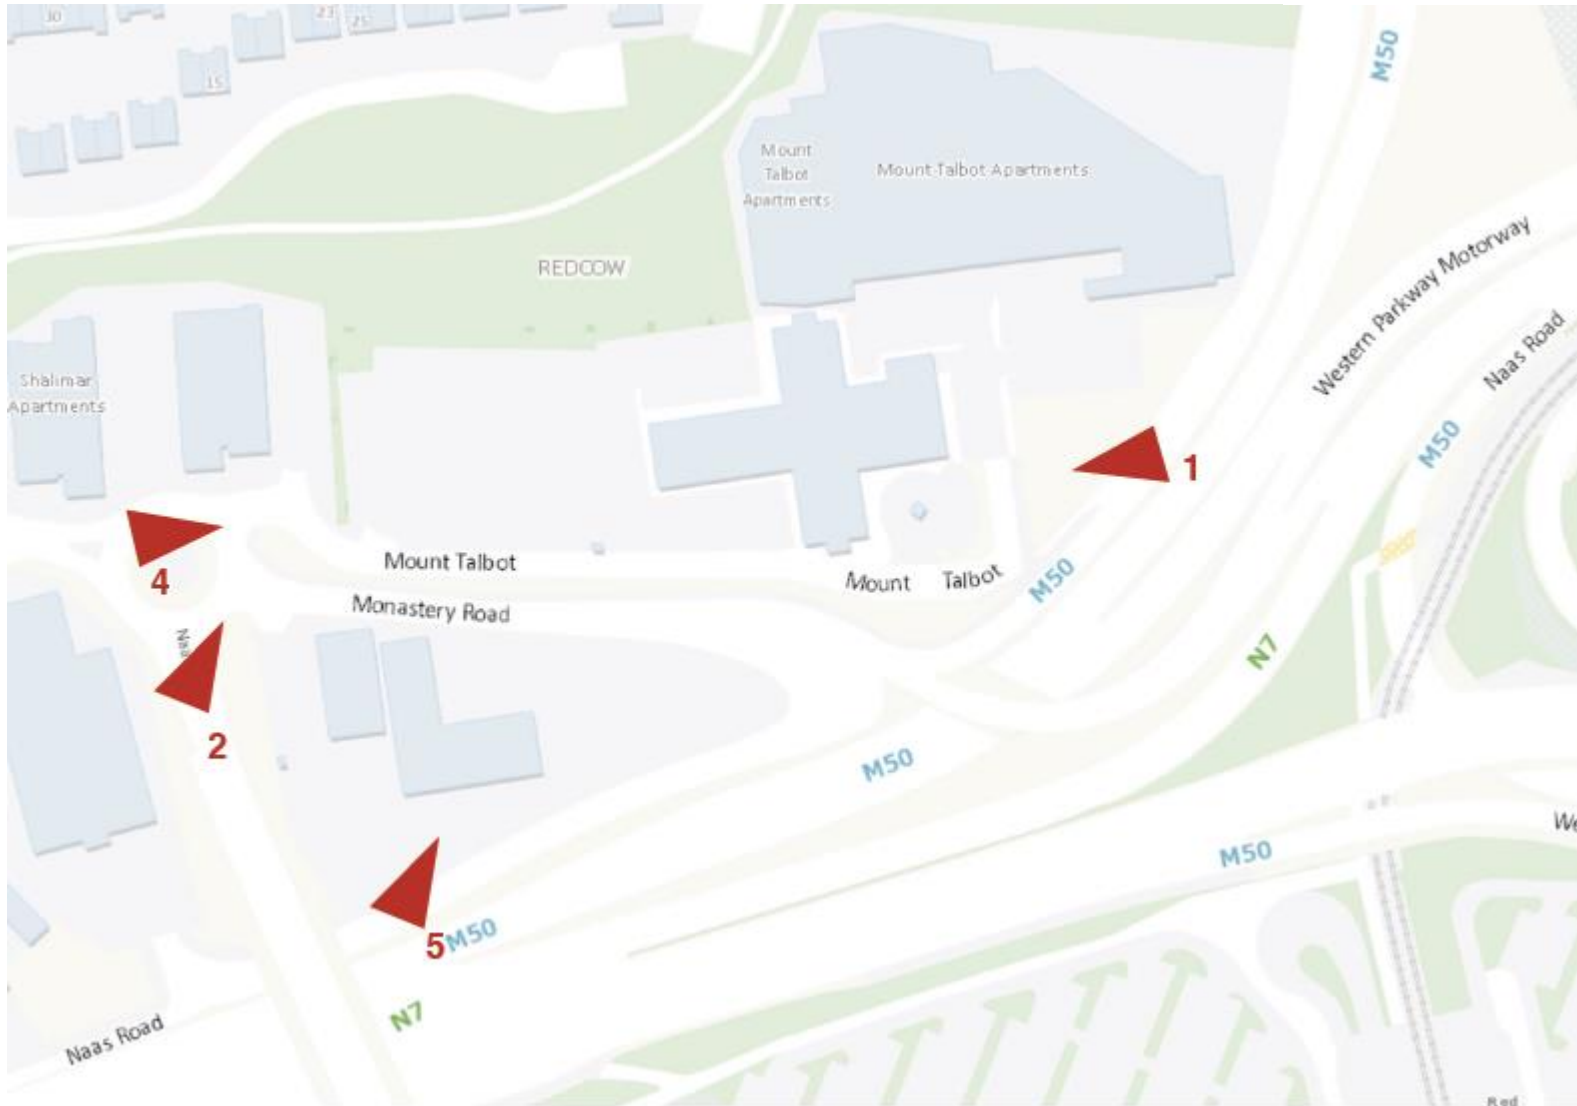 30
23
25
15
M50
Mount
Talbot
Apartments
Mount Talbot Apartments
REDCOW
Western Parkway Motorway
Naas Road
Shalimar
Apartments
M50
1
4
Mount Talbot
Mount Talbot
M50
Monastery Road
N7
2
M50
M50
5
M50
N7
Naas Road
Red